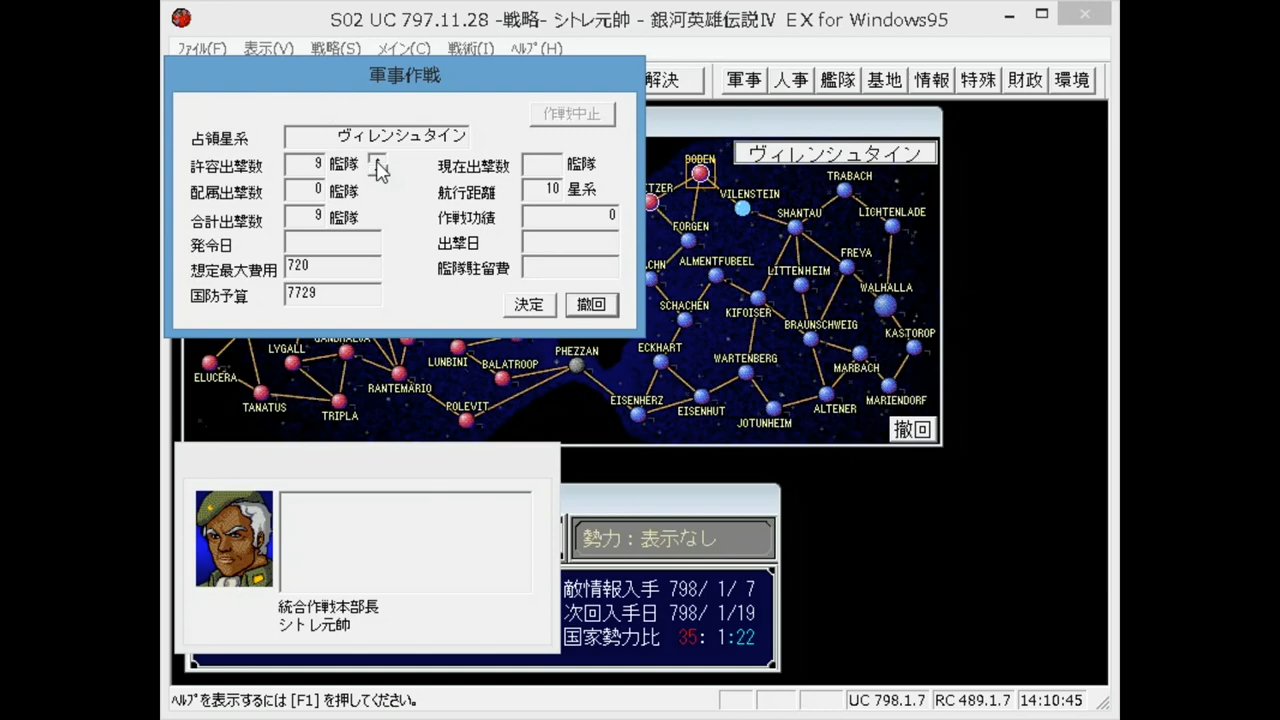 S02 UC 797.11.28 -戦略- シトレ元帥 - 銀河英雄伝説Ⅳ EX for Windows95
ﾌｧｲﾙ(F) 表示(V) 戦略(S) メイン(C) 戦術(I) ﾍﾙﾌﾟ(H)
解決 軍事 人事 艦隊 基地 情報 特殊 財政 環境
軍事作戦
作戦中止
占領星系 ヴィレンシュタイン
許容出撃数 9 艦隊 現在出撃数 艦隊
配属出撃数 0 艦隊 航行距離 10 星系
合計出撃数 9 艦隊 作戦功績 0
発令日 出撃日
想定最大費用 720 艦隊駐留費
国防予算 7729
決定 撤回
ヴィレンシュタイン
BODEN
TRABACH
VILENSTEIN
SHANTAU
LICHTENLADE
FORGEN
FREYA
ALMENTFUBEEL
LITTENHEIM
WALHALLA
SCHACHEN
KIFOISER
BRAUNSCHWEIG
KASTOROP
LYGALL
LUNBINI
BALATROOP
PHEZZAN
ECKHART
WARTENBERG
MARBACH
ELUCERA
RANTEMARIO
TANATUS
TRIPLA
ROLEVIT
EISENHERZ
EISENHUT
JOTUNHEIM
ALTENER
MARIENDORF
撤回
勢力：表示なし
敵情報入手 798/ 1/ 7
次回入手日 798/ 1/19
国家勢力比 35: 1:22
統合作戦本部長
シトレ元帥
ﾍﾙﾌﾟを表示するには [F1] を押してください。
UC 798.1.7 RC 489.1.7 14:10:45